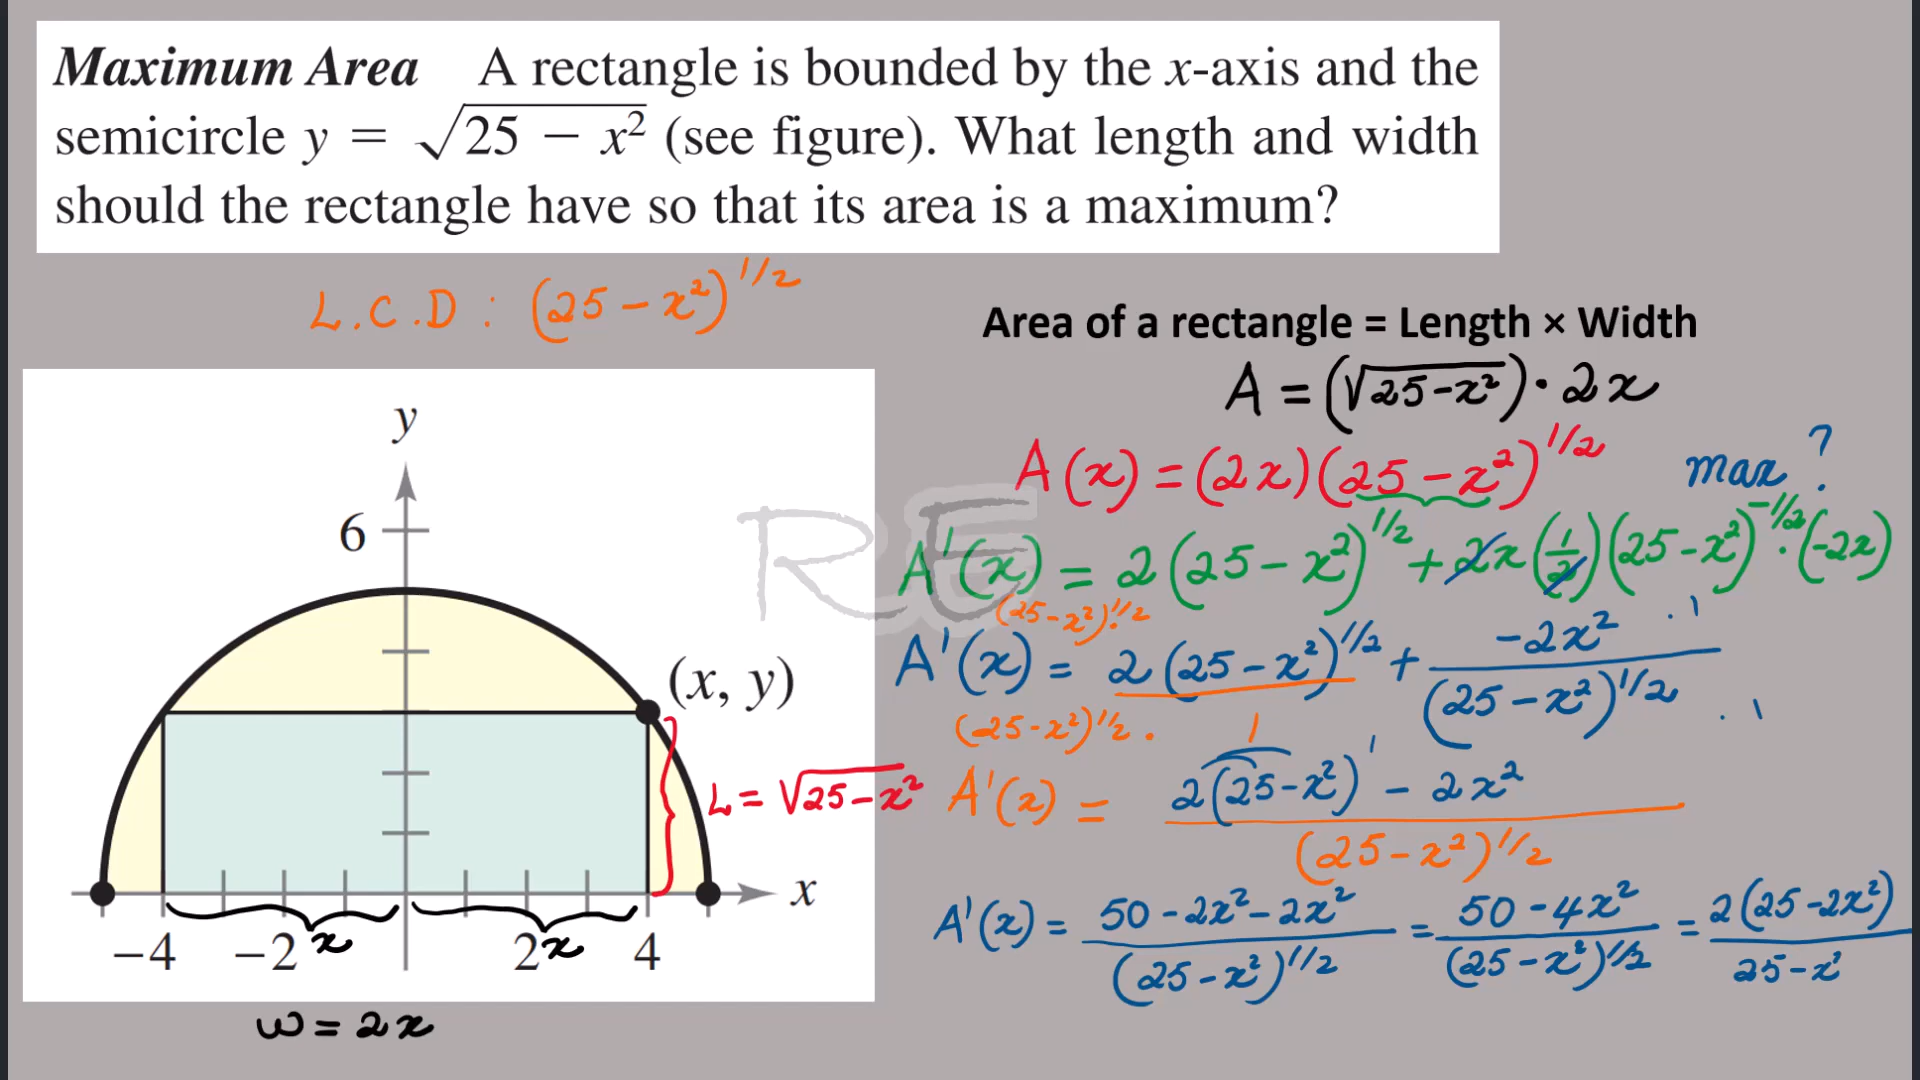 Maximum Area A rectangle is bounded by the x-axis and the
semicircle y = √(25 − x²) (see figure). What length and width
should the rectangle have so that its area is a maximum?
L.C.D : (25 − x²)^1/2
Area of a rectangle = Length × Width
A = (√(25−x²)) · 2x
A(x) = (2x)(25 − x²)^1/2 max ?
A'(x) = 2(25 − x²)^1/2 + 2x(1/2)(25 − x²)^−1/2 · (−2x)
(25−x²)^1/2 · · 1
A'(x) = 2(25 − x²)^1/2 + −2x² / (25 − x²)^1/2
(25−x²)^1/2 · 1 · 1
A'(x) = 2(25−x²)^1 − 2x² / (25 − x²)^1/2
A'(x) = 50 − 2x² − 2x² / (25 − x²)^1/2 = 50 − 4x² / (25 − x²)^1/2 = 2(25 − 2x²) / 25 − x²
RE
y
6
(x, y)
L = √(25 − x²)
x
−4 −2 x 2 x 4
w = 2x